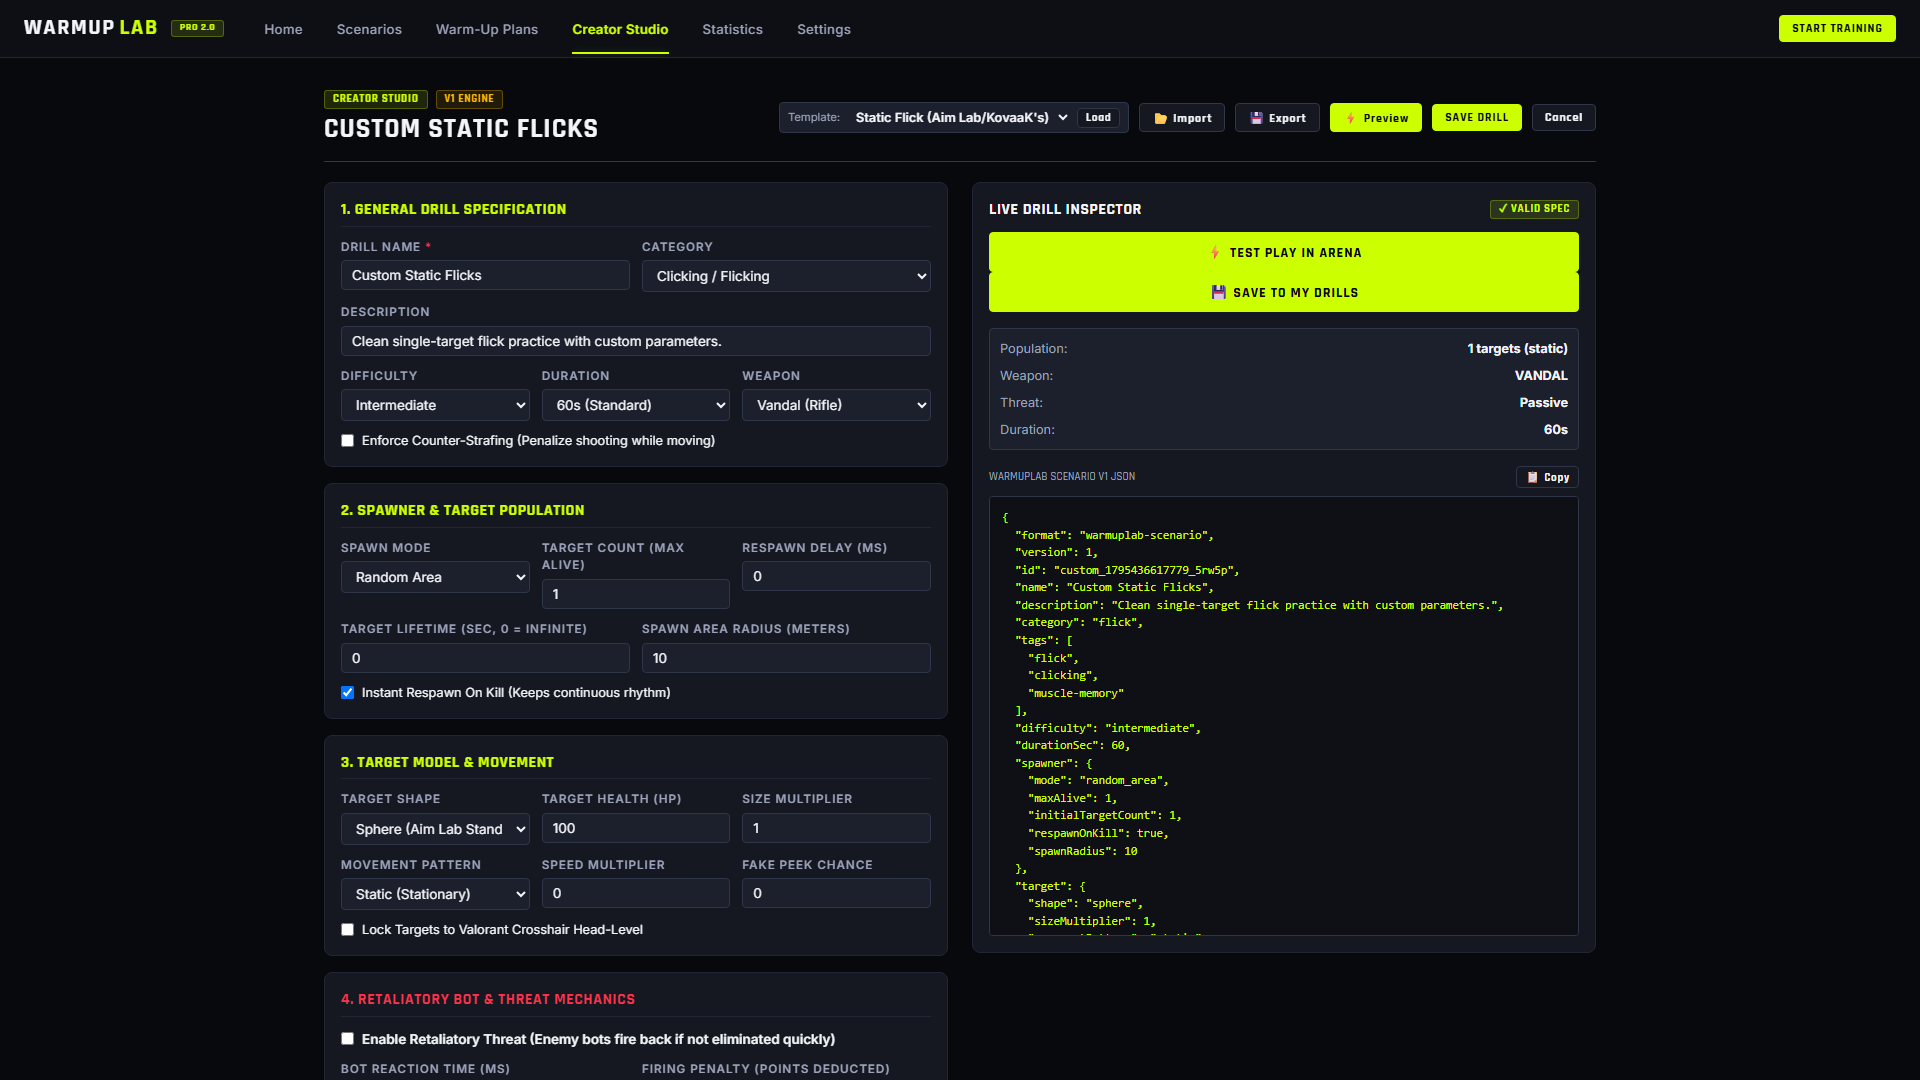 WARMUP LAB PRO 2.0 Home Scenarios Warm-Up Plans Creator Studio Statistics Settings START TRAINING
CREATOR STUDIO V1 ENGINE
CUSTOM STATIC FLICKS
Template: Static Flick (Aim Lab/KovaaK's) Load Import Export Preview SAVE DRILL Cancel
1. GENERAL DRILL SPECIFICATION
DRILL NAME * CATEGORY
Custom Static Flicks Clicking / Flicking
DESCRIPTION
Clean single-target flick practice with custom parameters.
DIFFICULTY DURATION WEAPON
Intermediate 60s (Standard) Vandal (Rifle)
Enforce Counter-Strafing (Penalize shooting while moving)
2. SPAWNER & TARGET POPULATION
SPAWN MODE TARGET COUNT (MAX ALIVE) RESPAWN DELAY (MS)
Random Area 1 0
TARGET LIFETIME (SEC, 0 = INFINITE) SPAWN AREA RADIUS (METERS)
0 10
Instant Respawn On Kill (Keeps continuous rhythm)
3. TARGET MODEL & MOVEMENT
TARGET SHAPE TARGET HEALTH (HP) SIZE MULTIPLIER
Sphere (Aim Lab Stand 100 1
MOVEMENT PATTERN SPEED MULTIPLIER FAKE PEEK CHANCE
Static (Stationary) 0 0
Lock Targets to Valorant Crosshair Head-Level
4. RETALIATORY BOT & THREAT MECHANICS
Enable Retaliatory Threat (Enemy bots fire back if not eliminated quickly)
BOT REACTION TIME (MS) FIRING PENALTY (POINTS DEDUCTED)
LIVE DRILL INSPECTOR ✓ VALID SPEC
TEST PLAY IN ARENA
SAVE TO MY DRILLS
Population: 1 targets (static)
Weapon: VANDAL
Threat: Passive
Duration: 60s
WARMUPLAB SCENARIO V1 JSON Copy
{
"format": "warmuplab-scenario",
"version": 1,
"id": "custom_1795436617779_5rw5p",
"name": "Custom Static Flicks",
"description": "Clean single-target flick practice with custom parameters.",
"category": "flick",
"tags": [
"flick",
"clicking",
"muscle-memory"
],
"difficulty": "intermediate",
"durationSec": 60,
"spawner": {
"mode": "random_area",
"maxAlive": 1,
"initialTargetCount": 1,
"respawnOnKill": true,
"spawnRadius": 10
},
"target": {
"shape": "sphere",
"sizeMultiplier": 1,